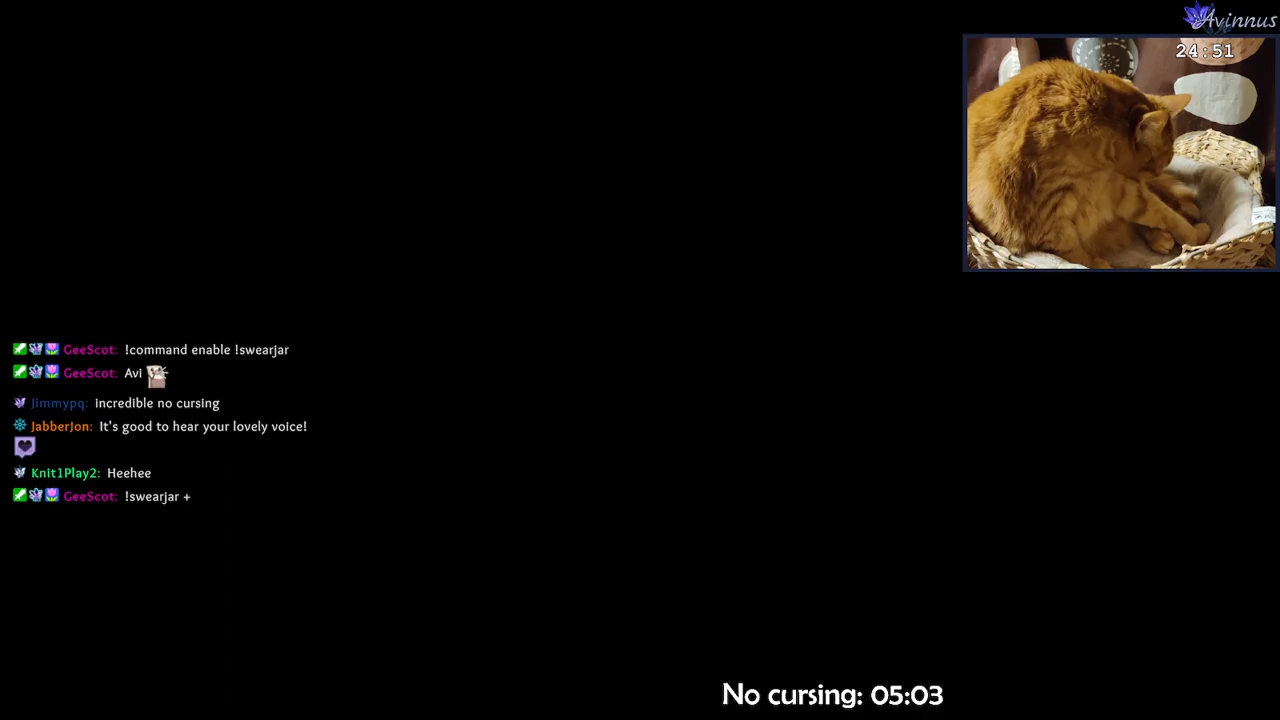 Avinnus
24:51
GeeScot: !command enable !swearjar
GeeScot: Avi
Jimmypq: incredible no cursing
JabberJon: It's good to hear your lovely voice!
Knit1Play2: Heehee
GeeScot: !swearjar +
No cursing: 05:03